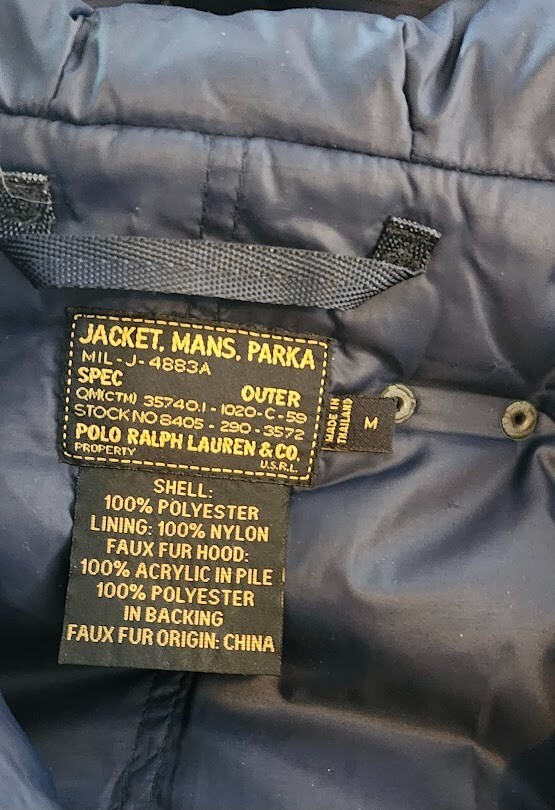 JACKET, MANS, PARKA
MIL-J-4883A
SPEC
OUTER
QM(CTM) 35740.1-1020-C-59
STOCK NO 8405-290-3572
POLO RALPH LAUREN & CO.
PROPERTY
U.S.R.L.
MADE IN
THAILAND
M
SHELL:
100% POLYESTER
LINING: 100% NYLON
FAUX FUR HOOD:
100% ACRYLIC IN PILE
100% POLYESTER
IN BACKING
FAUX FUR ORIGIN: CHINA